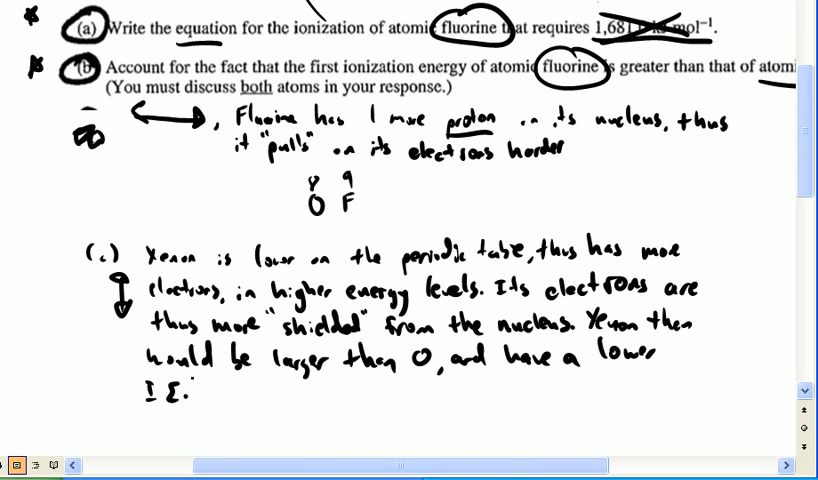 (a) Write the equation for the ionization of atomic fluorine that requires 1,681 kJ mol⁻¹.
(b) Account for the fact that the first ionization energy of atomic fluorine is greater than that of atomi
(You must discuss both atoms in your response.)
, Fluorine has 1 more proton in its nucleus, thus
it "pulls" on its electrons harder
8 9
O F
(c.) Xenon is lower on the periodic table, thus has more
electrons, in higher energy levels. Its electrons are
thus more "shielded" from the nucleus. Xenon then
would be larger than O, and have a lower
I E.